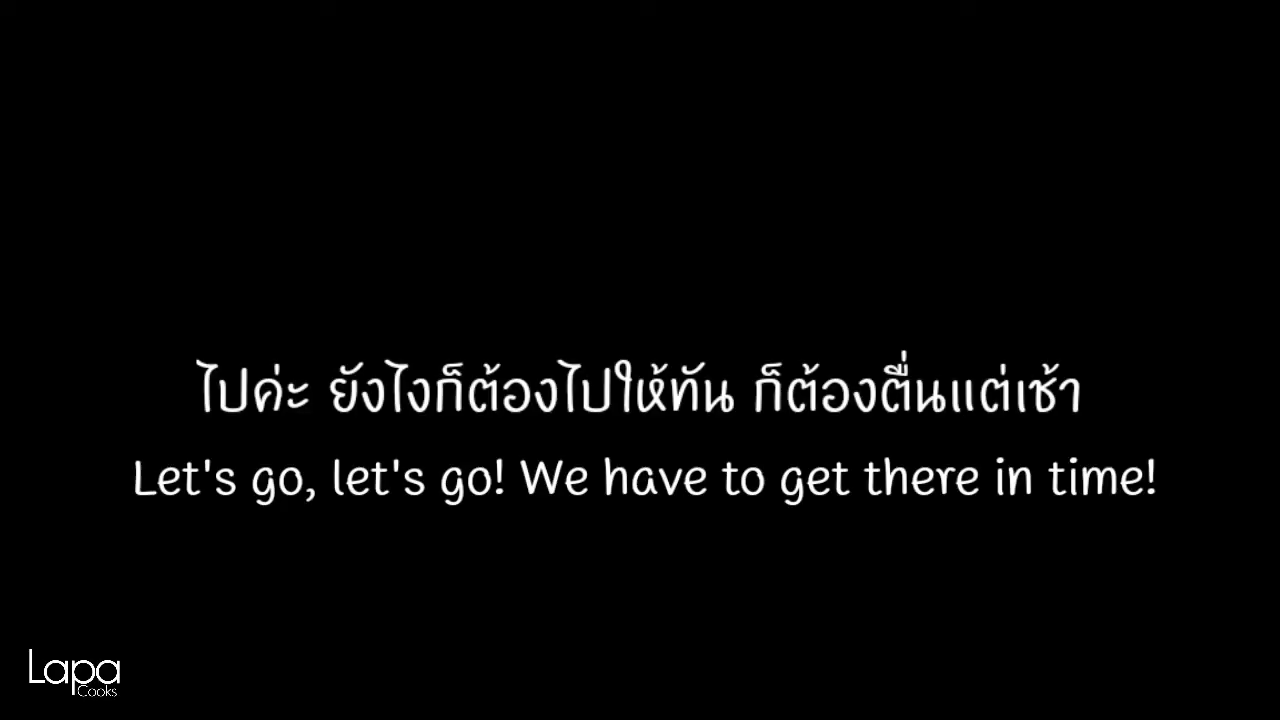 ไปค่ะ ยังไงก็ต้องไปให้ทัน ก็ต้องตื่นแต่เช้า
Let's go, let's go! We have to get there in time!
Lapa
Cooks